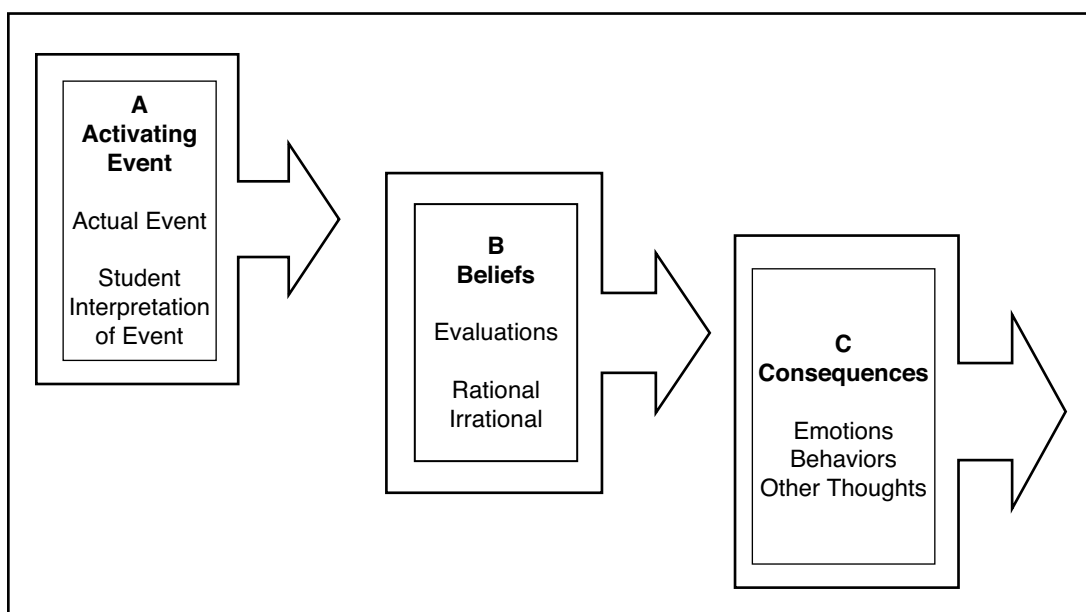 A
Activating
Event
Actual Event
Student
Interpretation
of Event
B
Beliefs
Evaluations
Rational
Irrational
C
Consequences
Emotions
Behaviors
Other Thoughts